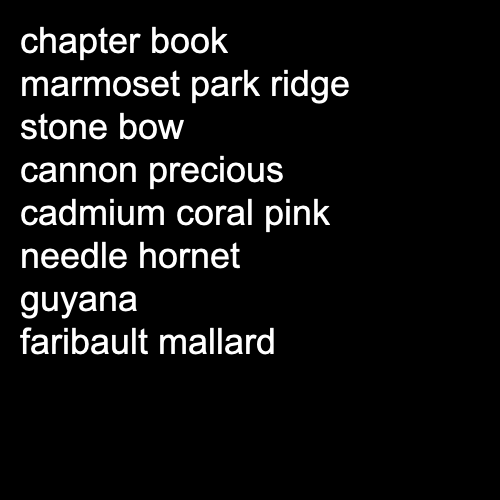 chapter book
marmoset park ridge
stone bow
cannon precious
cadmium coral pink
needle hornet
guyana
faribault mallard